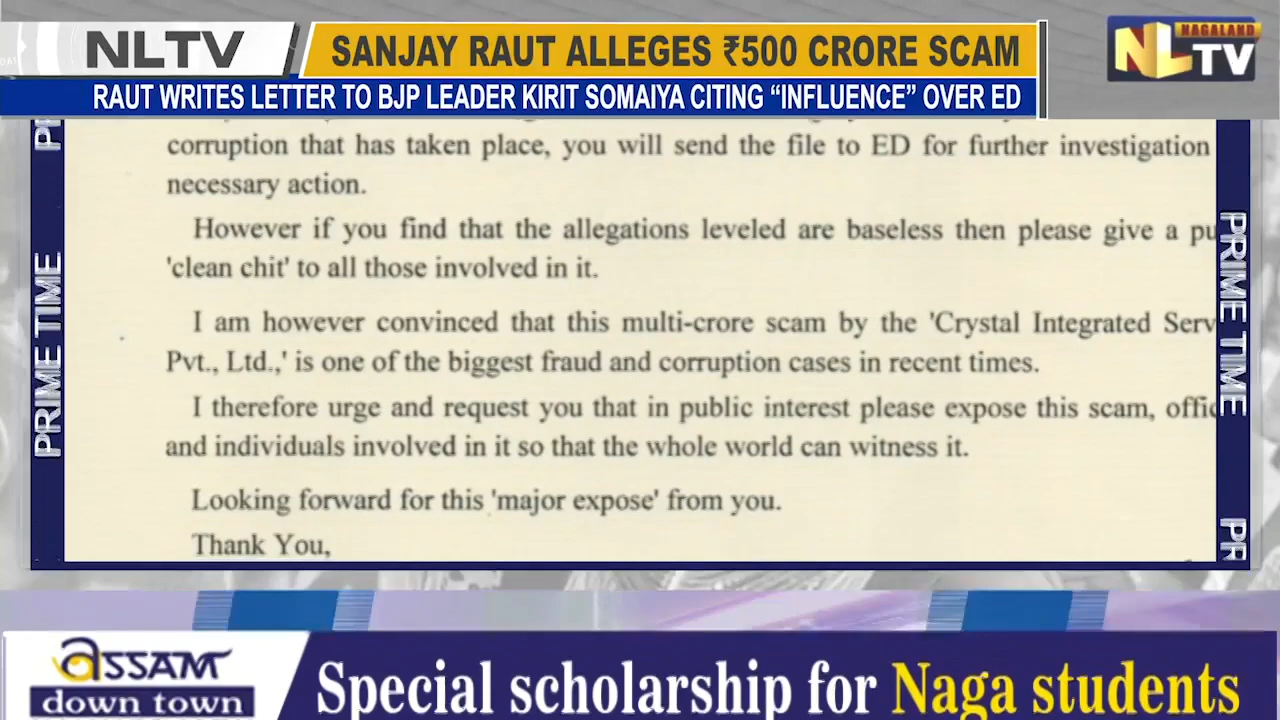 NLTV
SANJAY RAUT ALLEGES ₹500 CRORE SCAM
RAUT WRITES LETTER TO BJP LEADER KIRIT SOMAIYA CITING “INFLUENCE” OVER ED
NAGALAND
NLTV
corruption that has taken place, you will send the file to ED for further investigation
necessary action.
However if you find that the allegations leveled are baseless then please give a pu
'clean chit' to all those involved in it.
I am however convinced that this multi-crore scam by the 'Crystal Integrated Serv
Pvt., Ltd.,' is one of the biggest fraud and corruption cases in recent times.
I therefore urge and request you that in public interest please expose this scam, offic
and individuals involved in it so that the whole world can witness it.
Looking forward for this 'major expose' from you.
Thank You,
PRIME TIME
PRIME TIME
PR
assam
down town
Special scholarship for Naga students